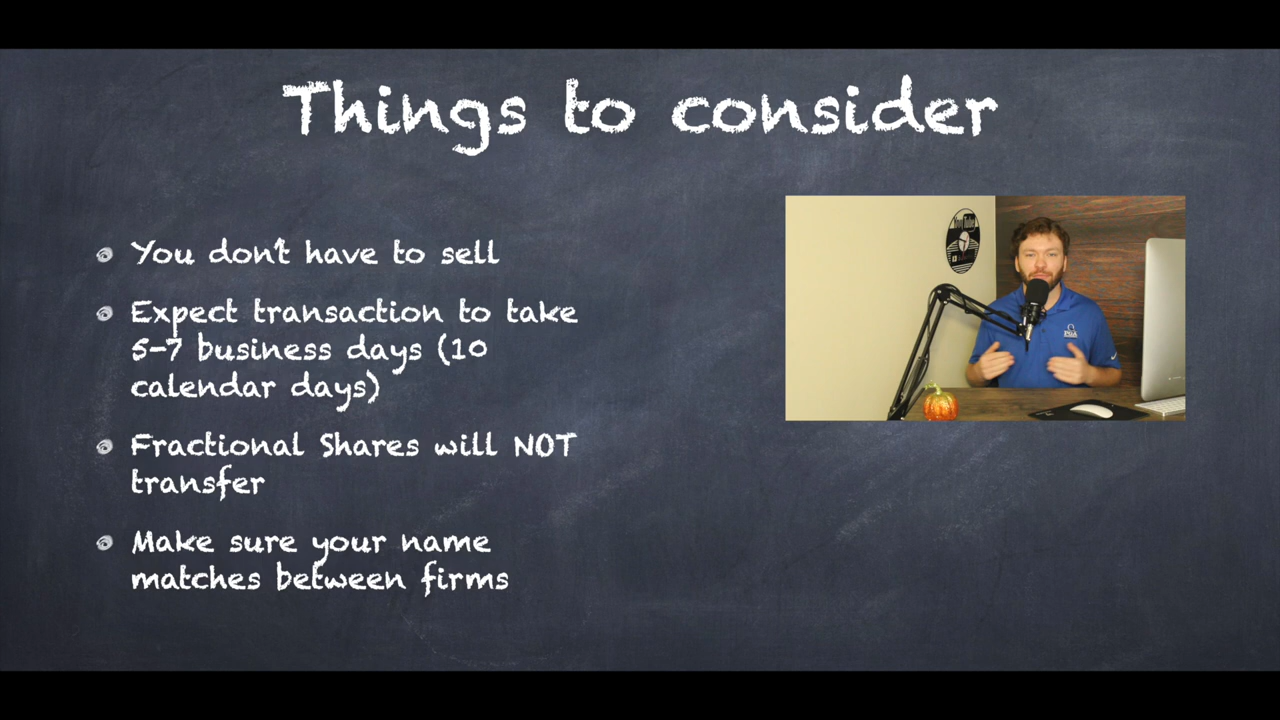 Things to consider
You don't have to sell
Expect transaction to take
5-7 business days (10
calendar days)
Fractional Shares will NOT
transfer
Make sure your name
matches between firms